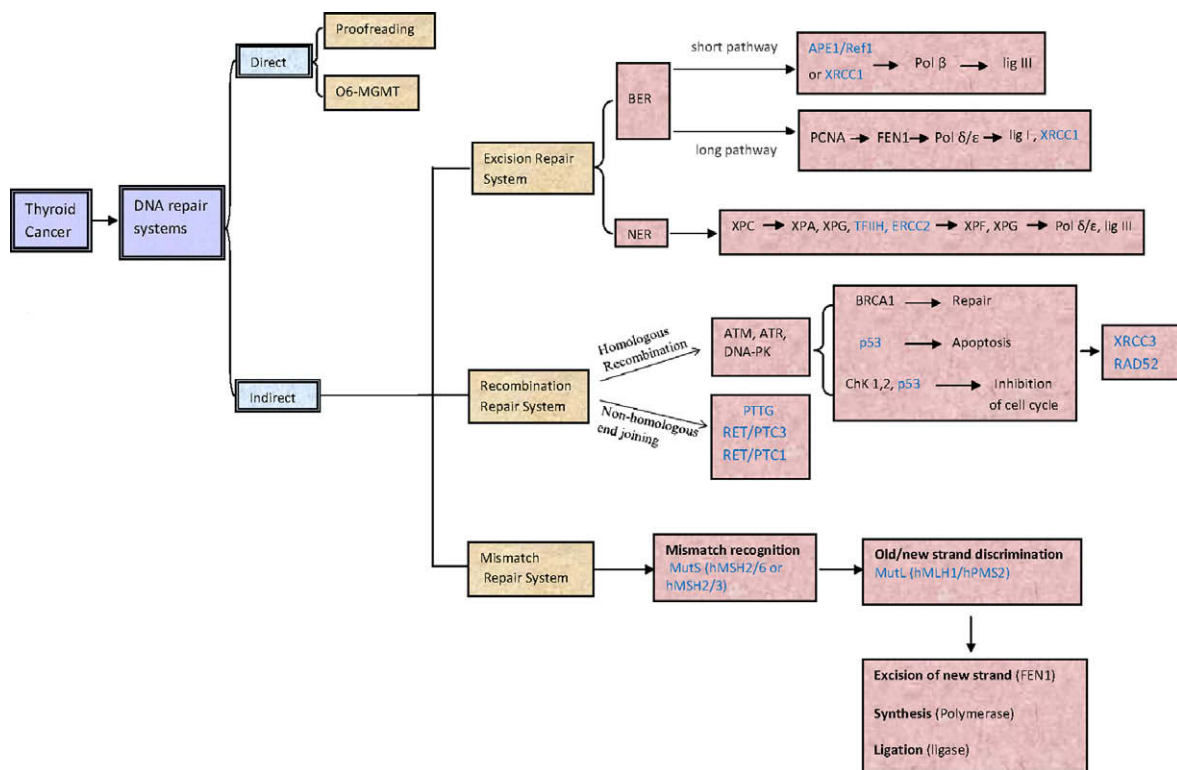 Thyroid
Cancer
DNA repair
systems
Direct
Proofreading
O6-MGMT
Indirect
Excision Repair
System
BER
short pathway
APE1/Ref1
or XRCC1 Pol β lig III
long pathway
PCNA FEN1 Pol δ/ε lig I , XRCC1
NER
XPC XPA, XPG, TFIIH, ERCC2 XPF, XPG Pol δ/ε, lig III
Recombination
Repair System
Homologous
Recombination
ATM, ATR,
DNA-PK
BRCA1 Repair
p53 Apoptosis
ChK 1,2, p53 Inhibition
of cell cycle
XRCC3
RAD52
Non-homologous
end joining
PTTG
RET/PTC3
RET/PTC1
Mismatch
Repair System
Mismatch recognition
MutS (hMSH2/6 or
hMSH2/3)
Old/new strand discrimination
MutL (hMLH1/hPMS2)
Excision of new strand (FEN1)
Synthesis (Polymerase)
Ligation (ligase)